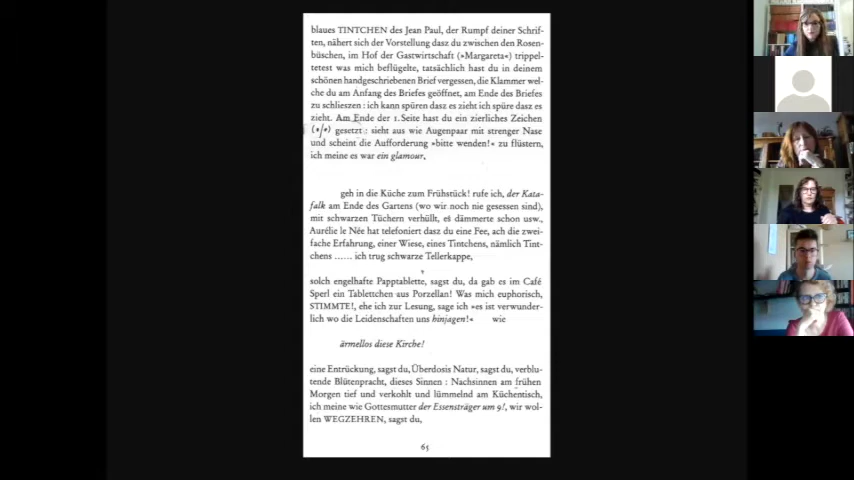 blaues TINTCHEN des Jean Paul, der Rumpf deiner Schrif-
ten, nähert sich der Vorstellung dasz du zwischen den Rosen-
büschen, im Hof der Gastwirtschaft (»Margareta«) trippel-
tetest was mich beflügelte, tatsächlich hast du in deinem
schönen handgeschriebenen Brief vergessen, die Klammer wel-
che du am Anfang des Briefes geöffnet, am Ende des Briefes
zu schlieszen : ich kann spüren dasz es zieht ich spüre dasz es
zieht. Am Ende der 1. Seite hast du ein zierliches Zeichen
(•/•) gesetzt : sieht aus wie Augenpaar mit strenger Nase
und scheint die Aufforderung »bitte wenden!« zu flüstern,
ich meine es war ein glamour,
geh in die Küche zum Frühstück! rufe ich, der Kata-
falk am Ende des Gartens (wo wir noch nie gesessen sind),
mit schwarzen Tüchern verhüllt, es dämmerte schon usw.,
Aurélie le Née hat telefoniert dasz du eine Fee, ach die zwei-
fache Erfahrung, einer Wiese, eines Tintchens, nämlich Tint-
chens ...... ich trug schwarze Tellerkappe,
solch engelhafte Papptablette, sagst du, da gab es im Café
Sperl ein Tablettchen aus Porzellan! Was mich euphorisch,
STIMMTE!, ehe ich zur Lesung, sage ich »es ist verwunder-
lich wo die Leidenschaften uns hinjagen!« wie
ärmellos diese Kirche!
eine Entrückung, sagst du, Überdosis Natur, sagst du, verblu-
tende Blütenpracht, dieses Sinnen : Nachsinnen am frühen
Morgen tief und verkohlt und lümmelnd am Küchentisch,
ich meine wie Gottesmutter der Essensträger um 9!, wir wol-
len WEGZEHREN, sagst du,
65